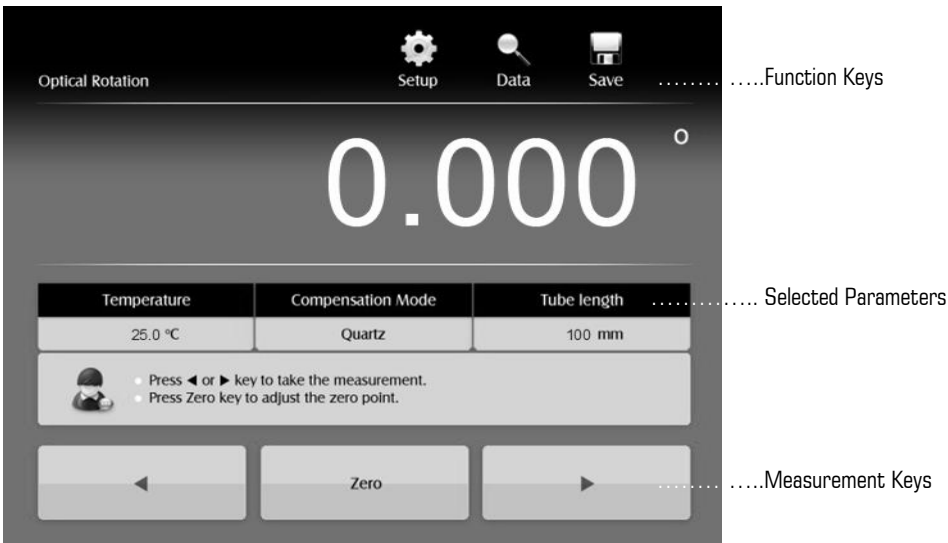 Setup Data Save
Optical Rotation
..............Function Keys
0.000 °
Temperature Compensation Mode Tube length
.............. Selected Parameters
25.0 °C Quartz 100 mm
Press ◄ or ► key to take the measurement.
Press Zero key to adjust the zero point.
◄ Zero ►
..............Measurement Keys